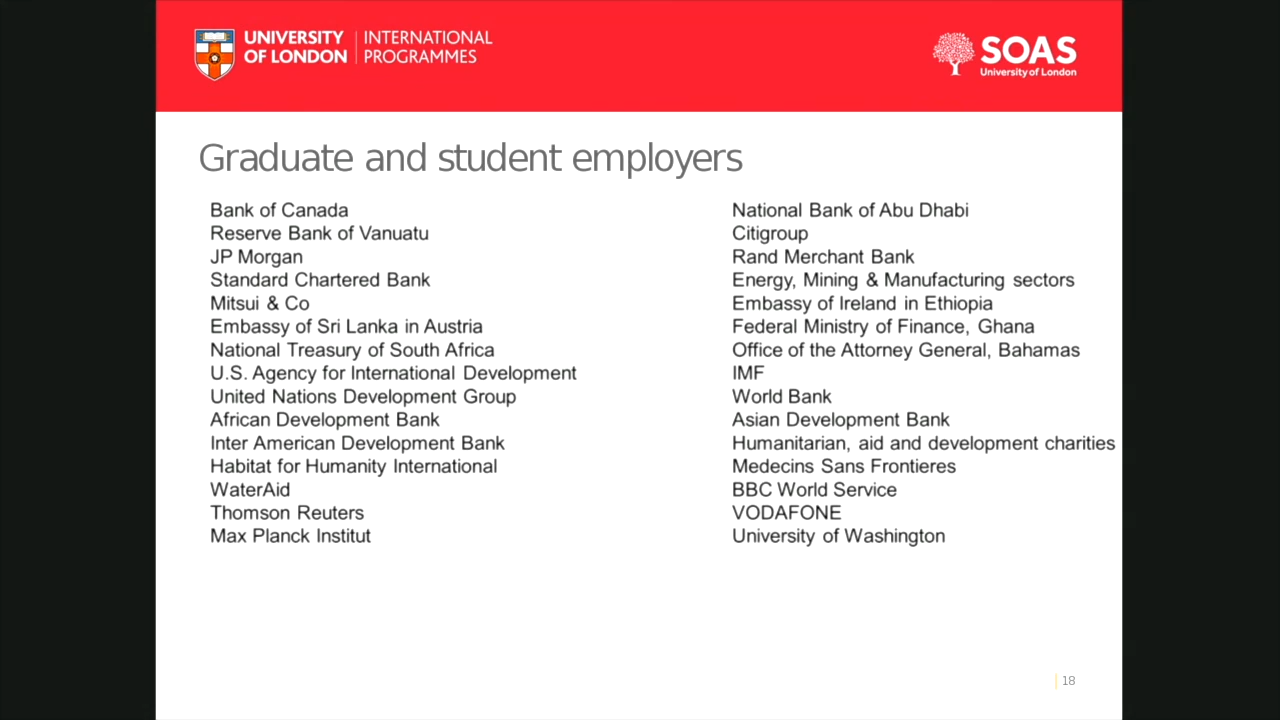 UNIVERSITY OF LONDON
INTERNATIONAL PROGRAMMES
SOAS
University of London
Graduate and student employers
Bank of Canada
Reserve Bank of Vanuatu
JP Morgan
Standard Chartered Bank
Mitsui & Co
Embassy of Sri Lanka in Austria
National Treasury of South Africa
U.S. Agency for International Development
United Nations Development Group
African Development Bank
Inter American Development Bank
Habitat for Humanity International
WaterAid
Thomson Reuters
Max Planck Institut
National Bank of Abu Dhabi
Citigroup
Rand Merchant Bank
Energy, Mining & Manufacturing sectors
Embassy of Ireland in Ethiopia
Federal Ministry of Finance, Ghana
Office of the Attorney General, Bahamas
IMF
World Bank
Asian Development Bank
Humanitarian, aid and development charities
Medecins Sans Frontieres
BBC World Service
VODAFONE
University of Washington
18